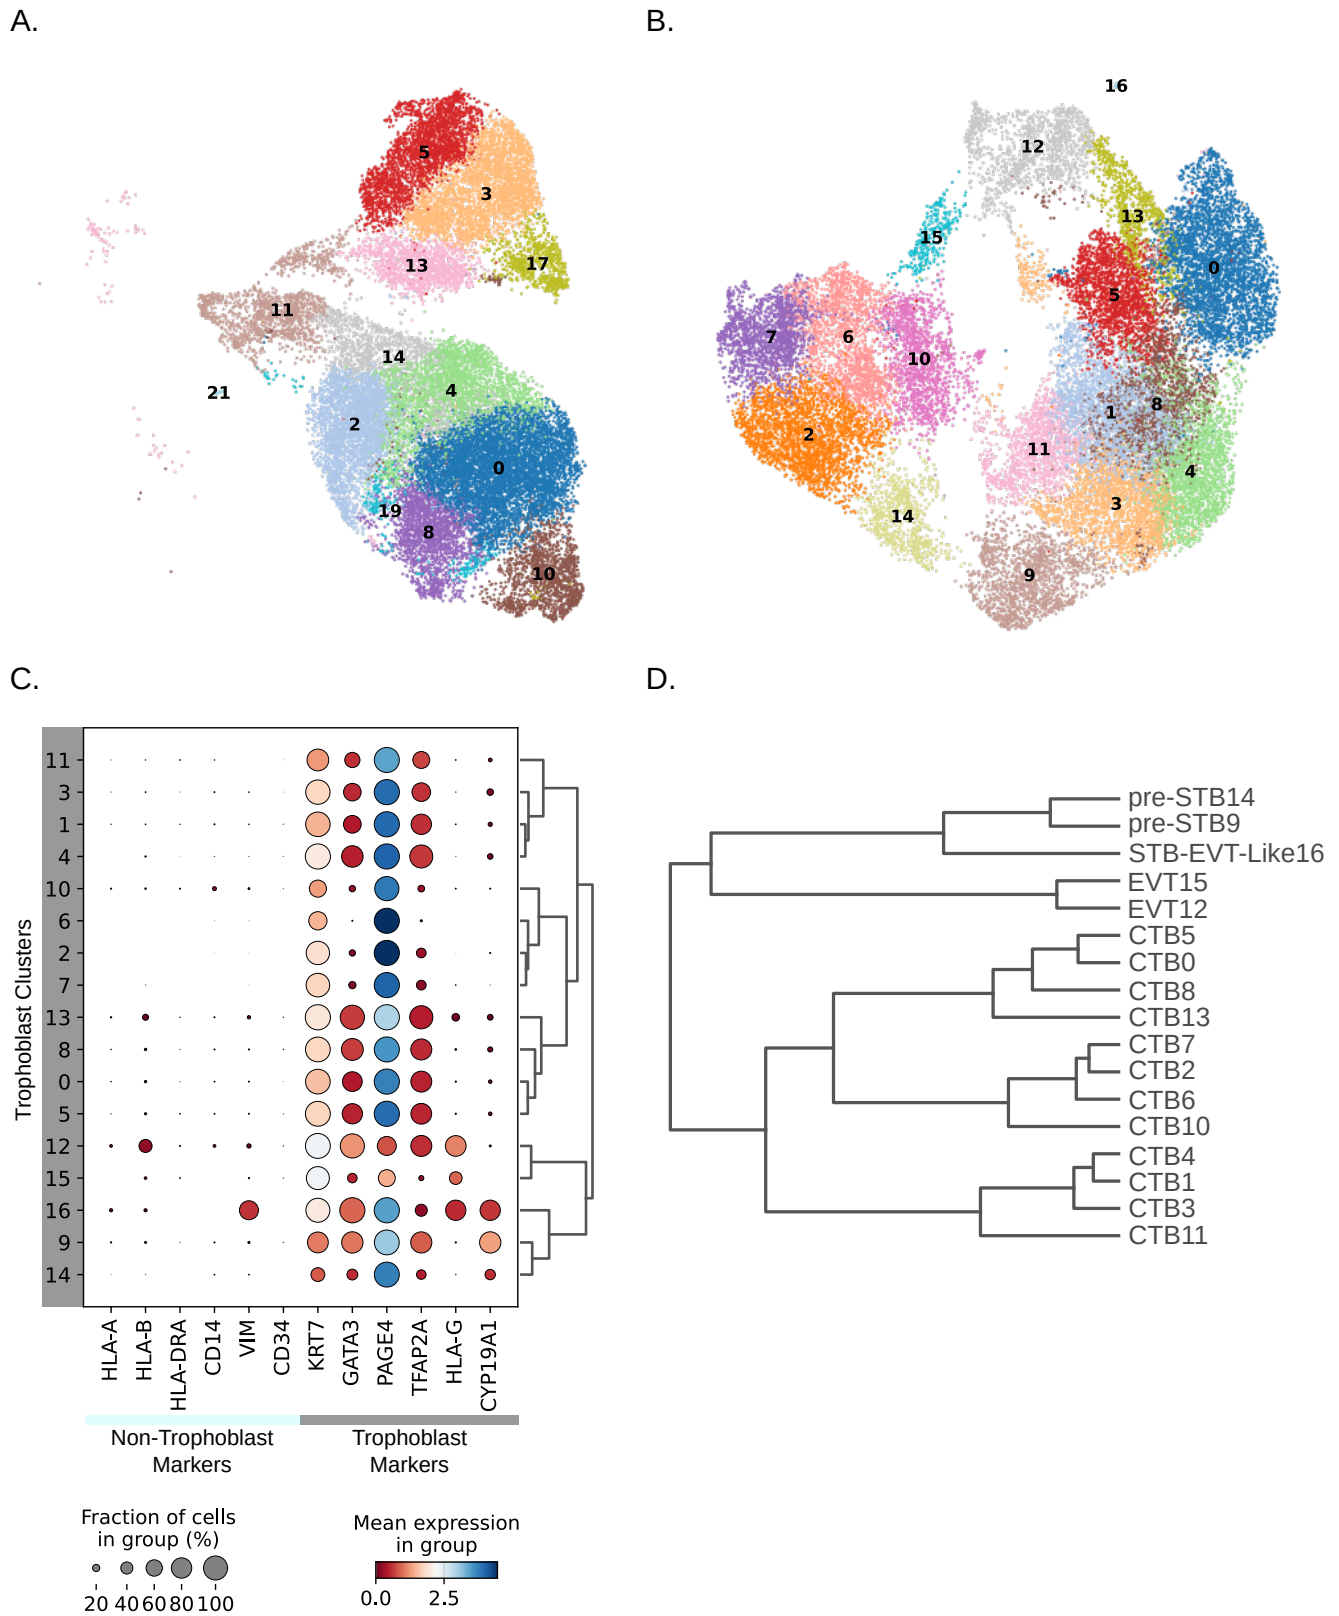 A.
B.
5
3
13
17
11
14
4
21
2
0
19
8
10
16
12
13
15
0
5
7
6
10
1
8
2
11
4
3
14
9
C.
D.
Trophoblast Clusters
11
3
1
4
10
6
2
7
13
8
0
5
12
15
16
9
14
HLA-A
HLA-B
HLA-DRA
CD14
VIM
CD34
KRT7
GATA3
PAGE4
TFAP2A
HLA-G
CYP19A1
Non-Trophoblast
Markers
Trophoblast
Markers
Fraction of cells
in group (%)
20 40 60 80 100
Mean expression
in group
0.0 2.5
pre-STB14
pre-STB9
STB-EVT-Like16
EVT15
EVT12
CTB5
CTB0
CTB8
CTB13
CTB7
CTB2
CTB6
CTB10
CTB4
CTB1
CTB3
CTB11